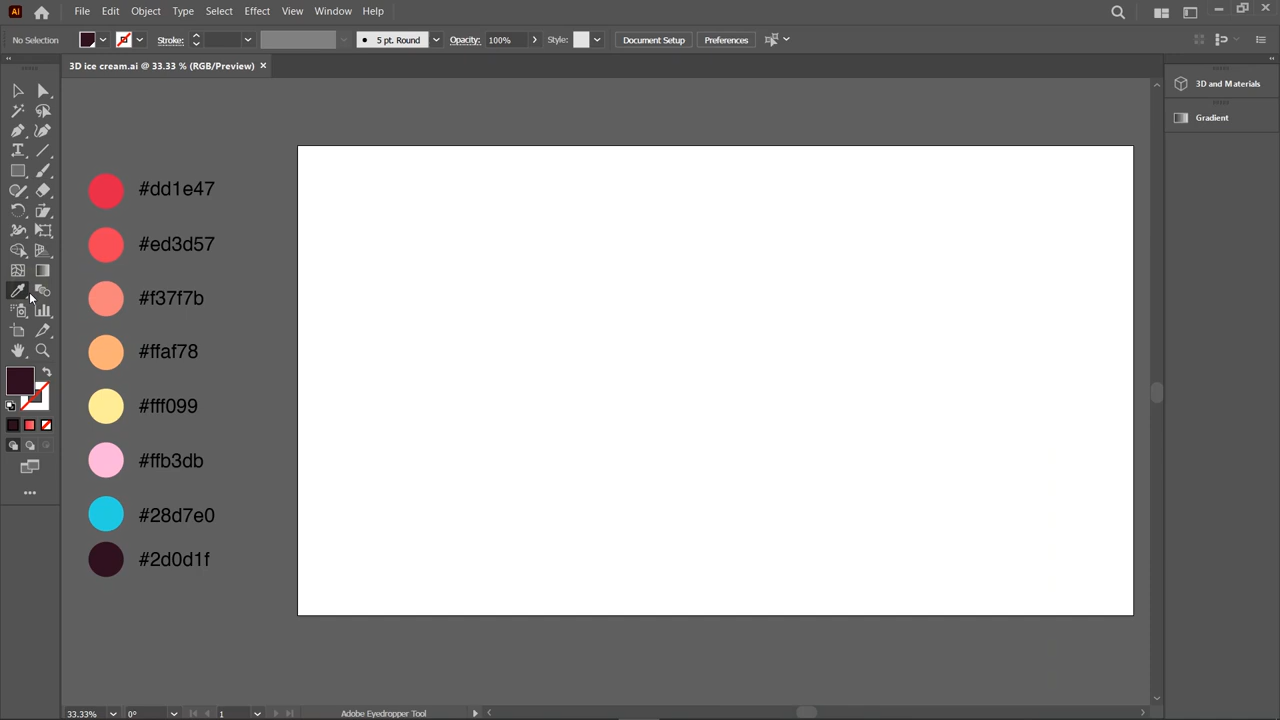 Ai File Edit Object Type Select Effect View Window Help
No Selection Stroke: 5 pt. Round Opacity: 100% Style: Document Setup Preferences
3D ice cream.ai @ 33.33 % (RGB/Preview) ×
3D and Materials
Gradient
#dd1e47
#ed3d57
#f37f7b
#ffaf78
#fff099
#ffb3db
#28d7e0
#2d0d1f
33.33% 0° 1 Adobe Eyedropper Tool